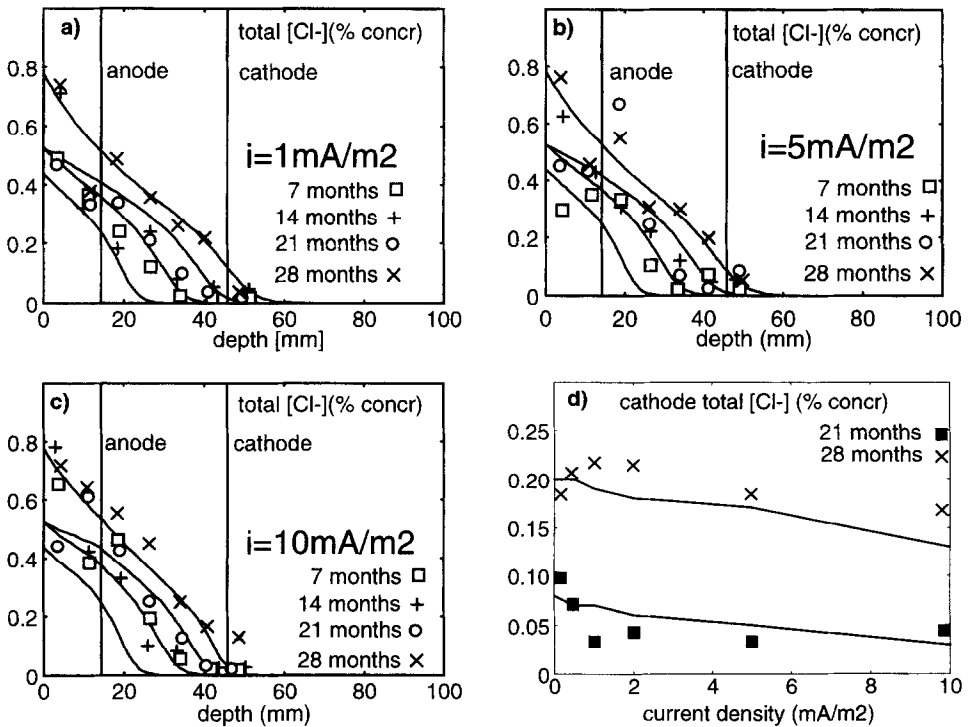 a)
total [Cl-](% concr)
anode
cathode
i=1mA/m2
7 months
14 months
21 months
28 months
0.8
0.6
0.4
0.2
0
0
20
40
60
80
100
depth [mm]
b)
total [Cl-](% concr)
anode
cathode
i=5mA/m2
7 months
14 months
21 months
28 months
0.8
0.6
0.4
0.2
0
0
20
40
60
80
100
depth (mm)
c)
total [Cl-](% concr)
anode
cathode
i=10mA/m2
7 months
14 months
21 months
28 months
0.8
0.6
0.4
0.2
0
0
20
40
60
80
100
depth (mm)
d)
cathode total [Cl-] (% concr)
21 months
28 months
0.25
0.20
0.15
0.10
0.05
0
0
2
4
6
8
10
current density (mA/m2)